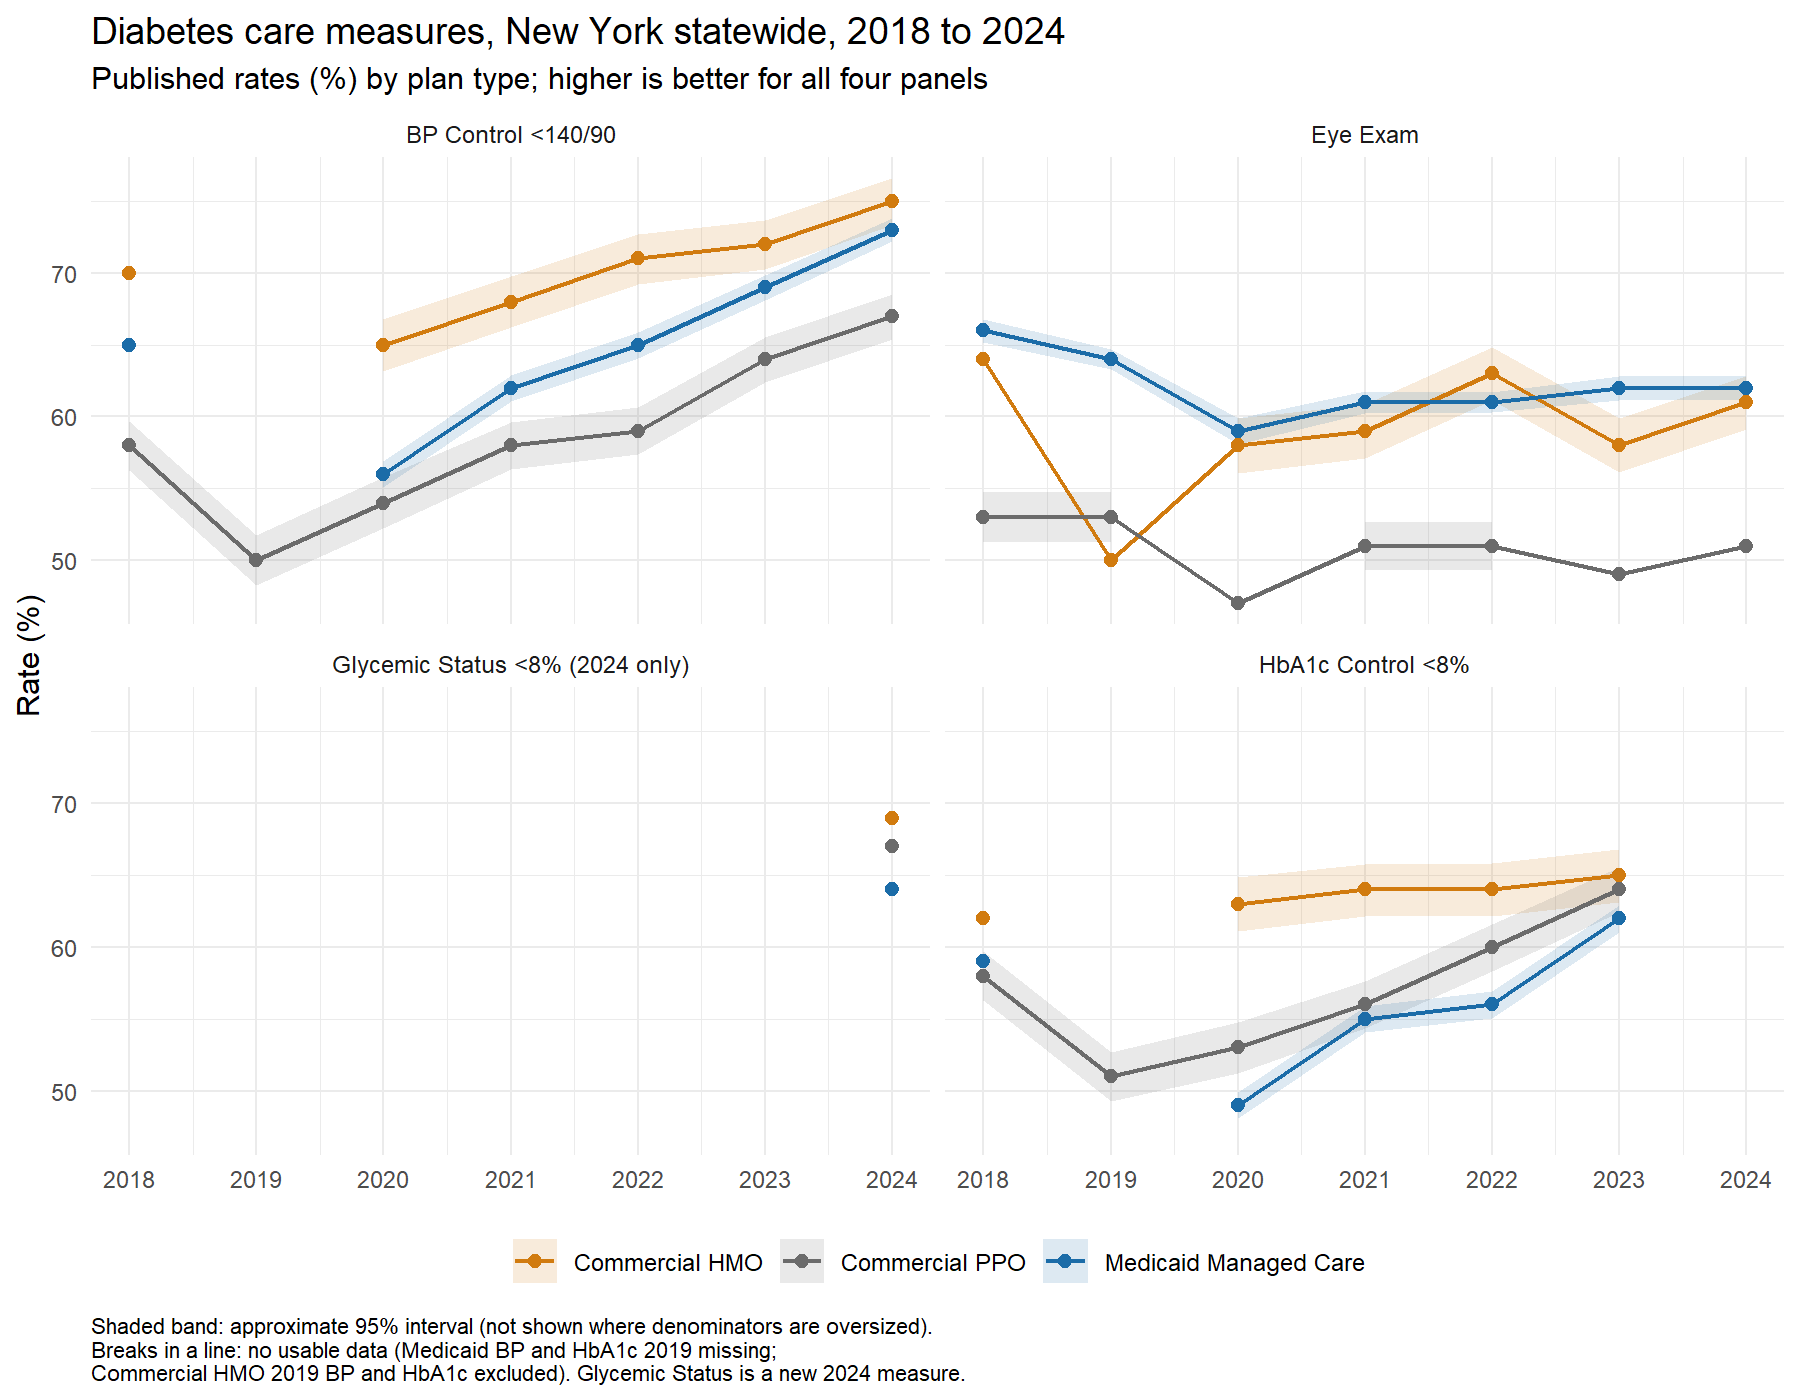 Diabetes care measures, New York statewide, 2018 to 2024
Published rates (%) by plan type; higher is better for all four panels
BP Control <140/90
Eye Exam
70
60
50
Rate (%)
Glycemic Status <8% (2024 only)
HbA1c Control <8%
70
60
50
2018 2019 2020 2021 2022 2023 2024
2018 2019 2020 2021 2022 2023 2024
Commercial HMO
Commercial PPO
Medicaid Managed Care
Shaded band: approximate 95% interval (not shown where denominators are oversized).
Breaks in a line: no usable data (Medicaid BP and HbA1c 2019 missing;
Commercial HMO 2019 BP and HbA1c excluded). Glycemic Status is a new 2024 measure.